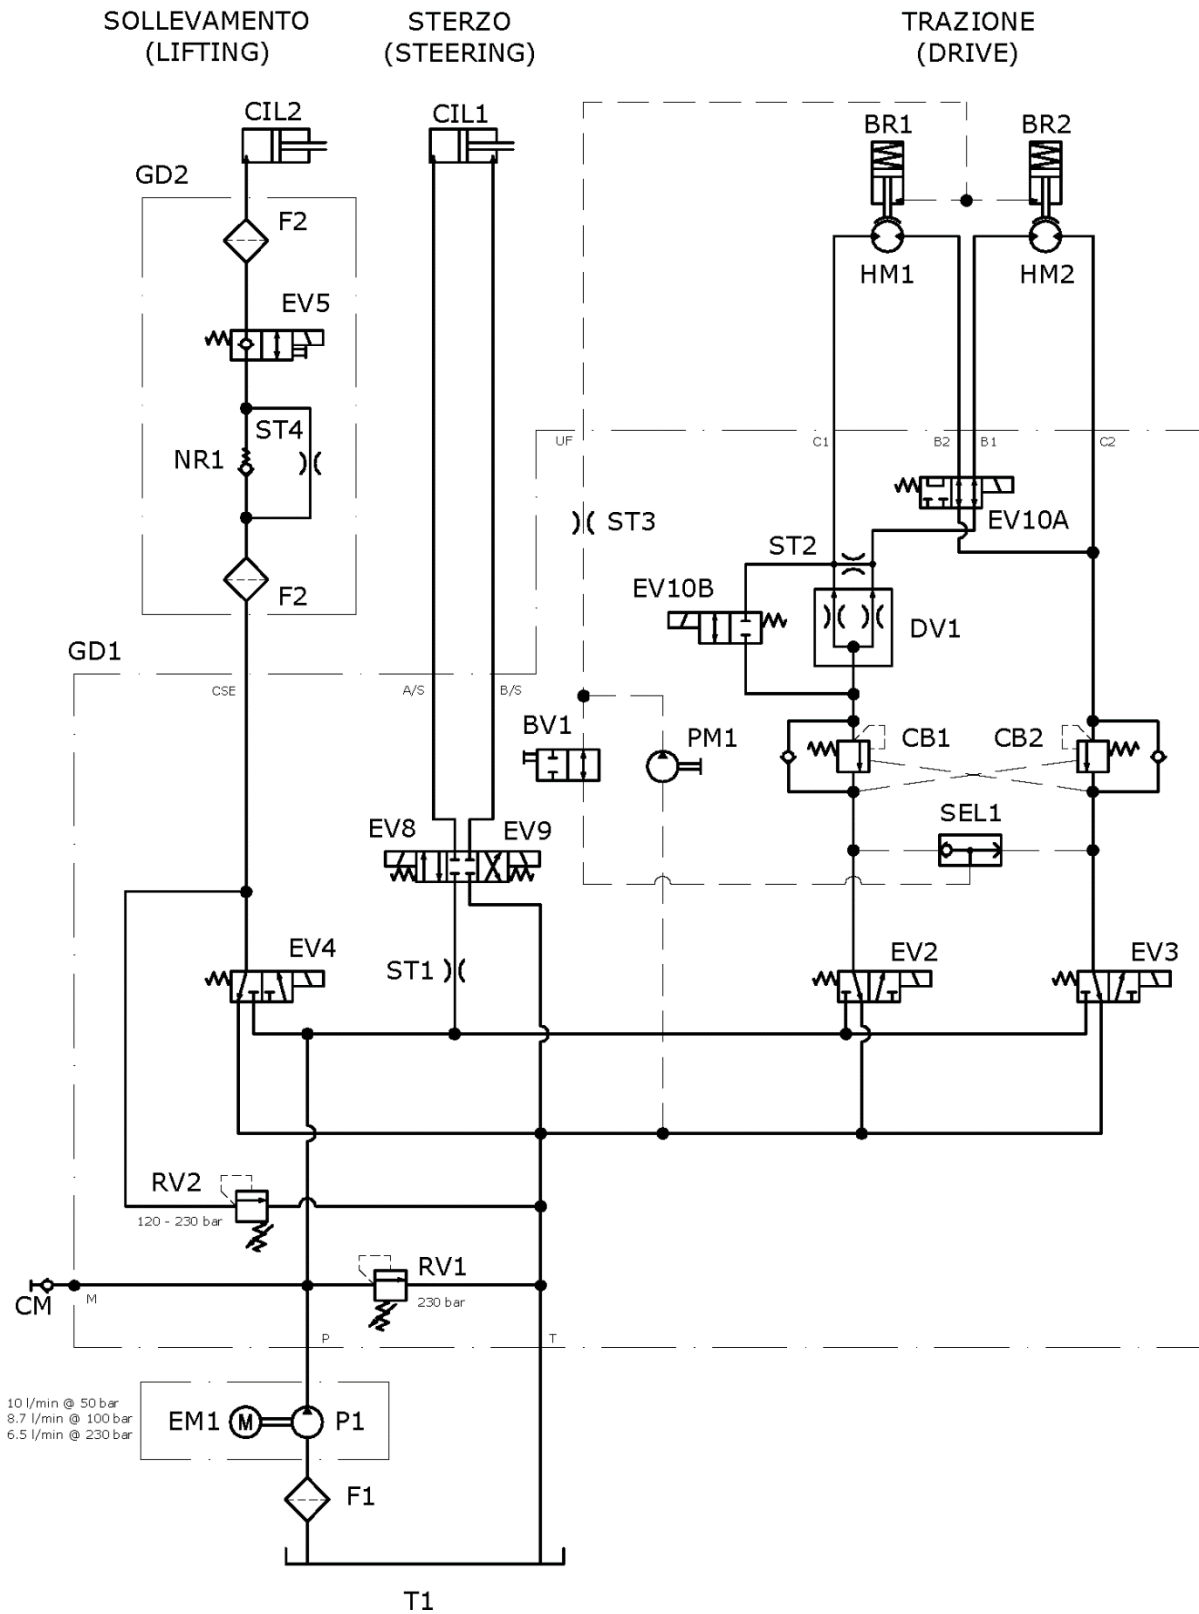 SOLLEVAMENTO
(LIFTING)
STERZO
(STEERING)
TRAZIONE
(DRIVE)
CIL2
CIL1
BR1
BR2
GD2
F2
HM1
HM2
EV5
ST4
NR1
UF
C1
B2
B1
C2
ST3
EV10A
ST2
EV10B
F2
DV1
GD1
CSE
A/S
B/S
BV1
PM1
CB1
CB2
SEL1
EV8
EV9
EV4
ST1
EV2
EV3
RV2
120 - 230 bar
RV1
230 bar
CM
M
P
T
10 l/min @ 50 bar
8.7 l/min @ 100 bar
6.5 l/min @ 230 bar
EM1
M
P1
F1
T1